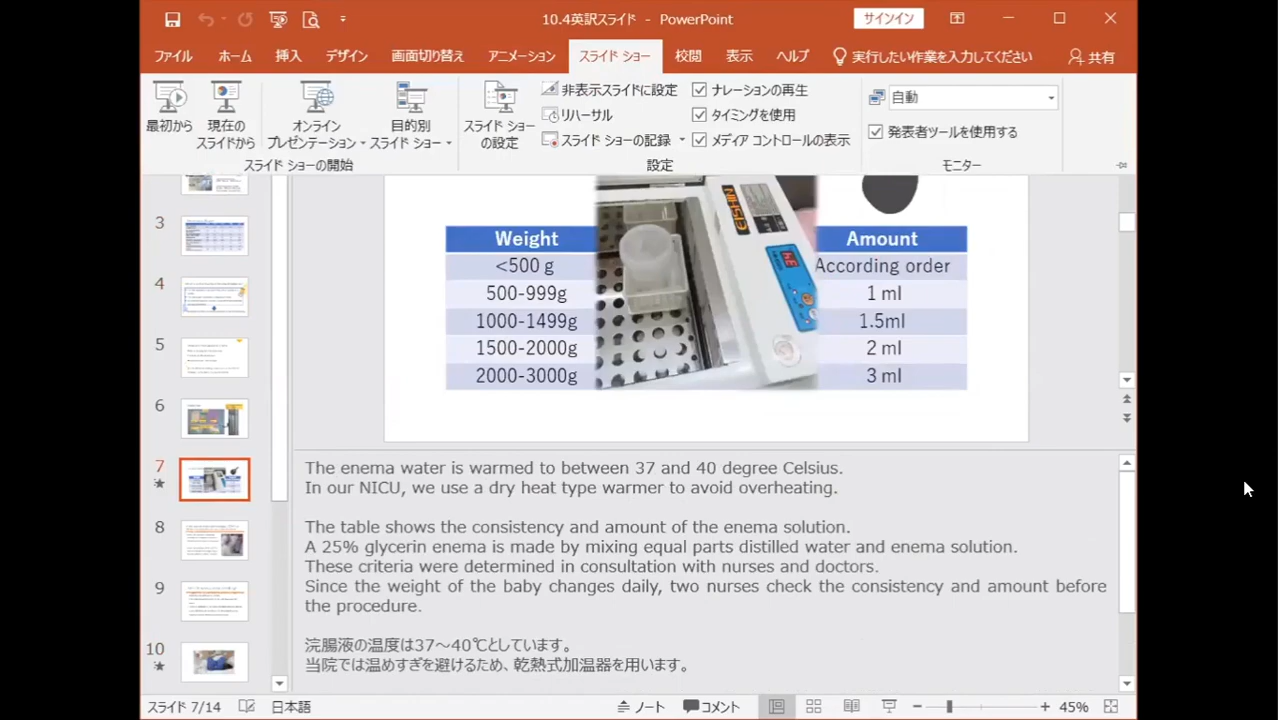 10.4英訳スライド - PowerPoint
サインイン
ファイル ホーム 挿入 デザイン 画面切り替え アニメーション スライド ショー 校閲 表示 ヘルプ 実行したい作業を入力してください 共有
最初から
現在の
スライドから
オンライン
プレゼンテーション
目的別
スライド ショー
スライド ショーの開始
スライド ショー
の設定
非表示スライドに設定
リハーサル
スライド ショーの記録
ナレーションの再生
タイミングを使用
メディア コントロールの表示
設定
自動
発表者ツールを使用する
モニター
3
4
5
6
7
8
9
10
Weight Amount
<500 g According order
500-999g 1 ml
1000-1499g 1.5ml
1500-2000g 2 ml
2000-3000g 3 ml
The enema water is warmed to between 37 and 40 degree Celsius.
In our NICU, we use a dry heat type warmer to avoid overheating.
The table shows the consistency and amount of the enema solution.
A 25% glycerin enema is made by mixing equal parts distilled water and enema solution.
These criteria were determined in consultation with nurses and doctors.
Since the weight of the baby changes daily, two nurses check the consistency and amount before
the procedure.
浣腸液の温度は37～40℃としています。
当院では温めすぎを避けるため、乾熱式加温器を用います。
スライド 7/14 日本語 ノート コメント 45%